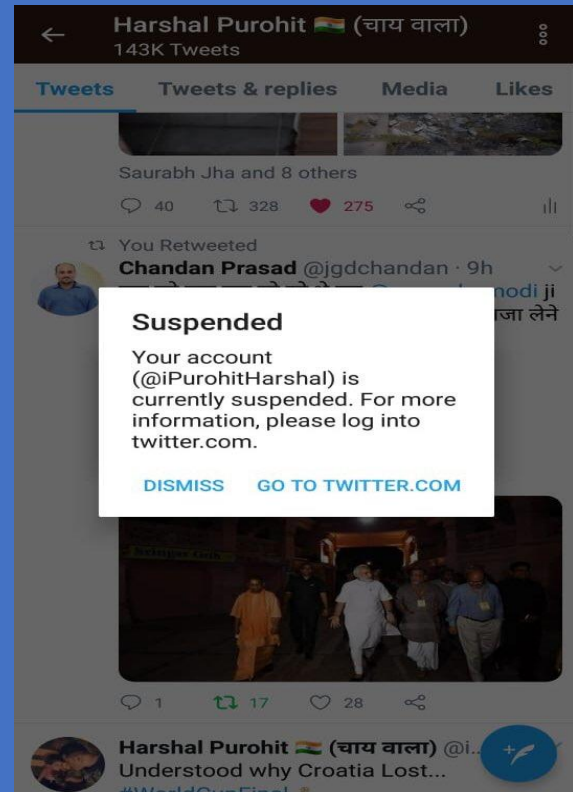 Harshal Purohit 🇮🇳 (चाय वाला)
143K Tweets
Tweets Tweets & replies Media Likes
Saurabh Jha and 8 others
40 328 275
You Retweeted
Chandan Prasad @jgdchandan · 9h
modi ji
लेने
Suspended
Your account
(@iPurohitHarshal) is
currently suspended. For more
information, please log into
twitter.com.
DISMISS GO TO TWITTER.COM
1 17 28
Harshal Purohit 🇮🇳 (चाय वाला) @i..
Understood why Croatia Lost...
#WorldCupFinal